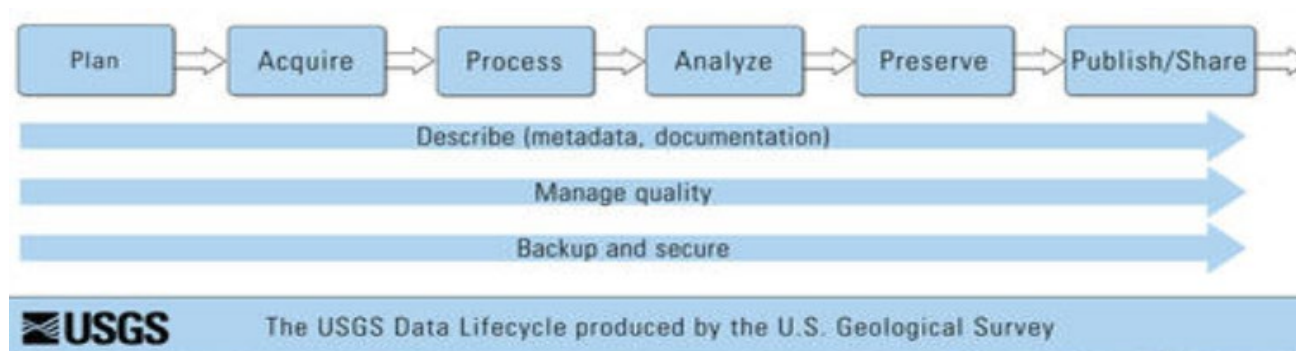 Plan Acquire Process Analyze Preserve Publish/Share
Describe (metadata, documentation)
Manage quality
Backup and secure
USGS The USGS Data Lifecycle produced by the U.S. Geological Survey